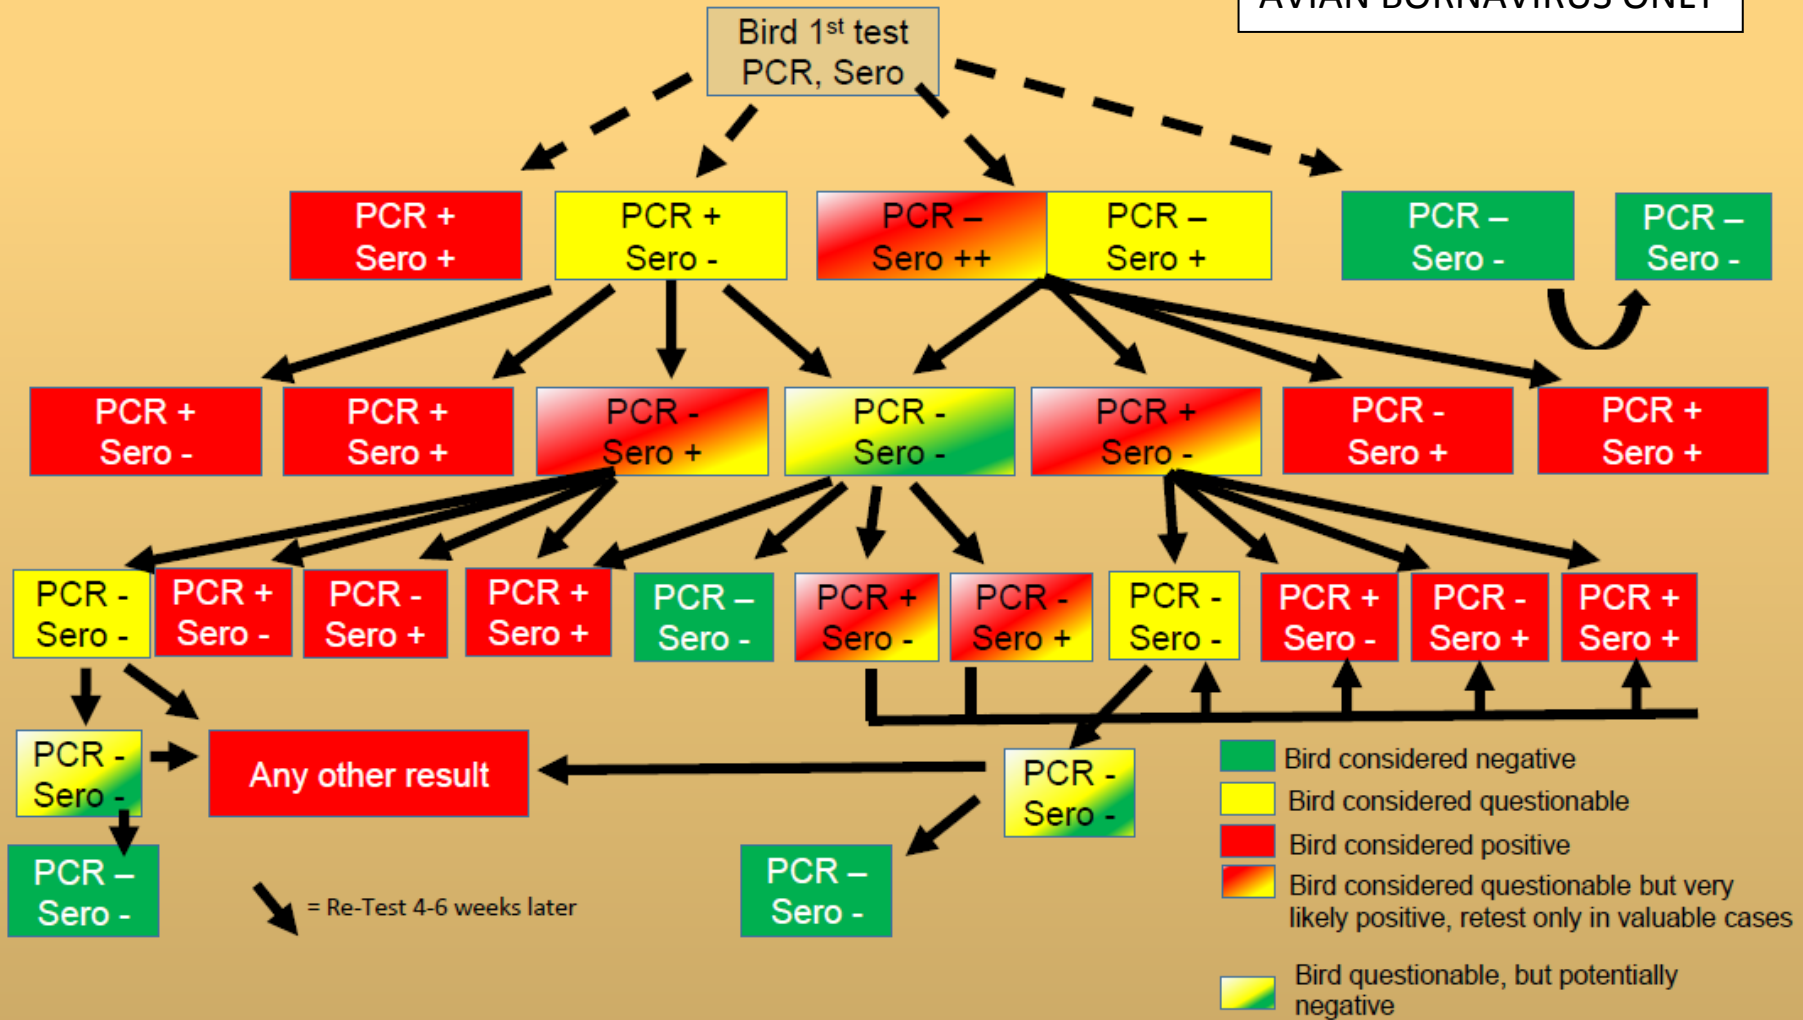 AVIAN BORNAVIRUS ONLY
Bird 1st test
PCR, Sero
PCR +
Sero +
PCR +
Sero -
PCR –
Sero ++
PCR –
Sero +
PCR –
Sero -
PCR –
Sero -
PCR +
Sero -
PCR +
Sero +
PCR -
Sero +
PCR -
Sero -
PCR +
Sero -
PCR -
Sero +
PCR +
Sero +
PCR -
Sero -
PCR +
Sero -
PCR -
Sero +
PCR +
Sero +
PCR –
Sero -
PCR +
Sero -
PCR -
Sero +
PCR -
Sero -
PCR +
Sero -
PCR -
Sero +
PCR +
Sero +
PCR -
Sero -
Any other result
PCR -
Sero -
PCR –
Sero -
= Re-Test 4-6 weeks later
PCR –
Sero -
Bird considered negative
Bird considered questionable
Bird considered positive
Bird considered questionable but very
likely positive, retest only in valuable cases
Bird questionable, but potentially
negative